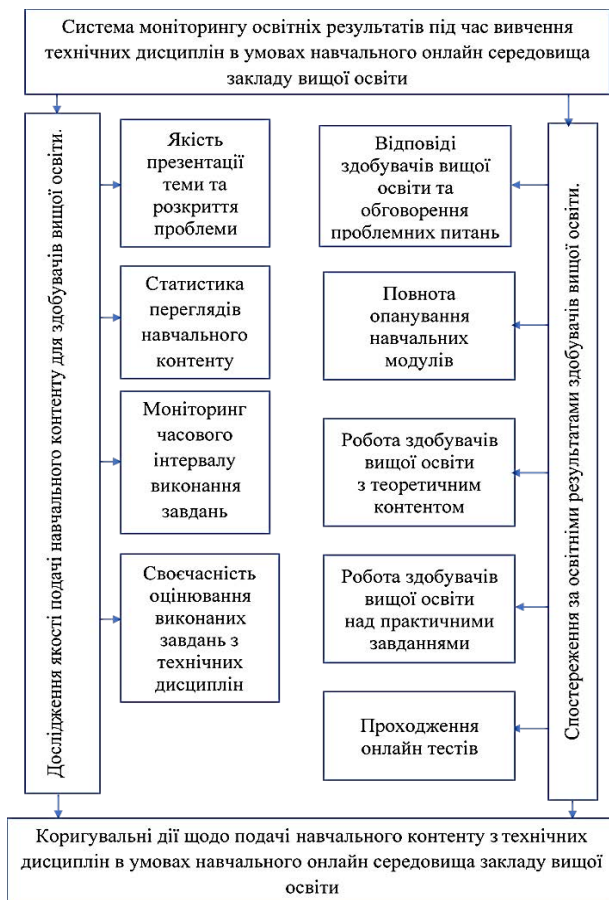 Система моніторингу освітніх результатів під час вивчення
технічних дисциплін в умовах навчального онлайн середовища
закладу вищої освіти
Дослідження якості подачі навчального контенту для здобувачів вищої освіти.
Якість
презентації
теми та
розкриття
проблеми
Статистика
переглядів
навчального
контенту
Моніторинг
часового
інтервалу
виконання
завдань
Своєчасність
оцінювання
виконаних
завдань з
технічних
дисциплін
Відповіді
здобувачів вищої
освіти та
обговорення
проблемних питань
Повнота
опанування
навчальних
модулів
Робота здобувачів
вищої освіти
з теоретичним
контентом
Робота здобувачів
вищої освіти
над практичними
завданнями
Проходження
онлайн тестів
Спостереження за освітніми результатами здобувачів вищої освіти.
Коригувальні дії щодо подачі навчального контенту з технічних
дисциплін в умовах навчального онлайн середовища закладу вищої
освіти